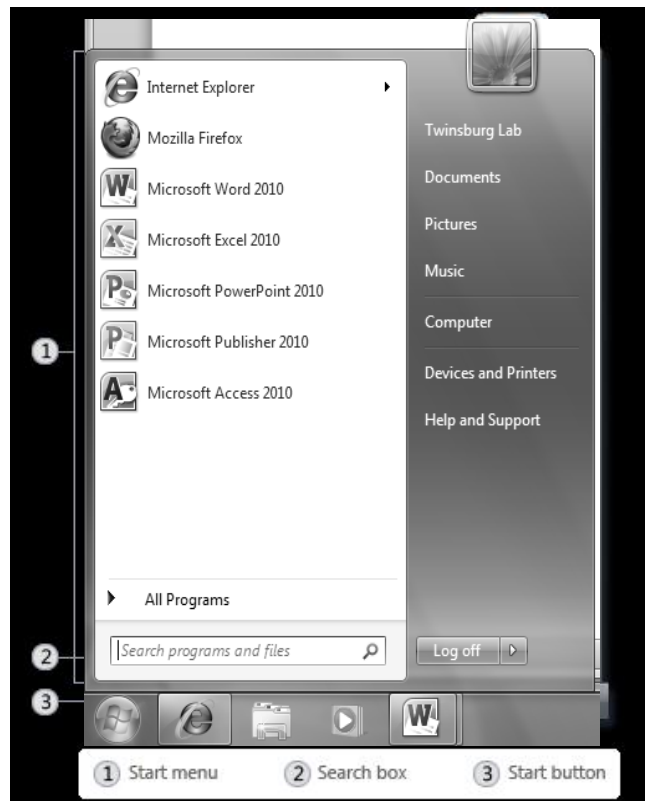 Internet Explorer
Mozilla Firefox
Microsoft Word 2010
Microsoft Excel 2010
Microsoft PowerPoint 2010
Microsoft Publisher 2010
Microsoft Access 2010
All Programs
Search programs and files
Twinsburg Lab
Documents
Pictures
Music
Computer
Devices and Printers
Help and Support
Log off
1
2
3
1 Start menu 2 Search box 3 Start button